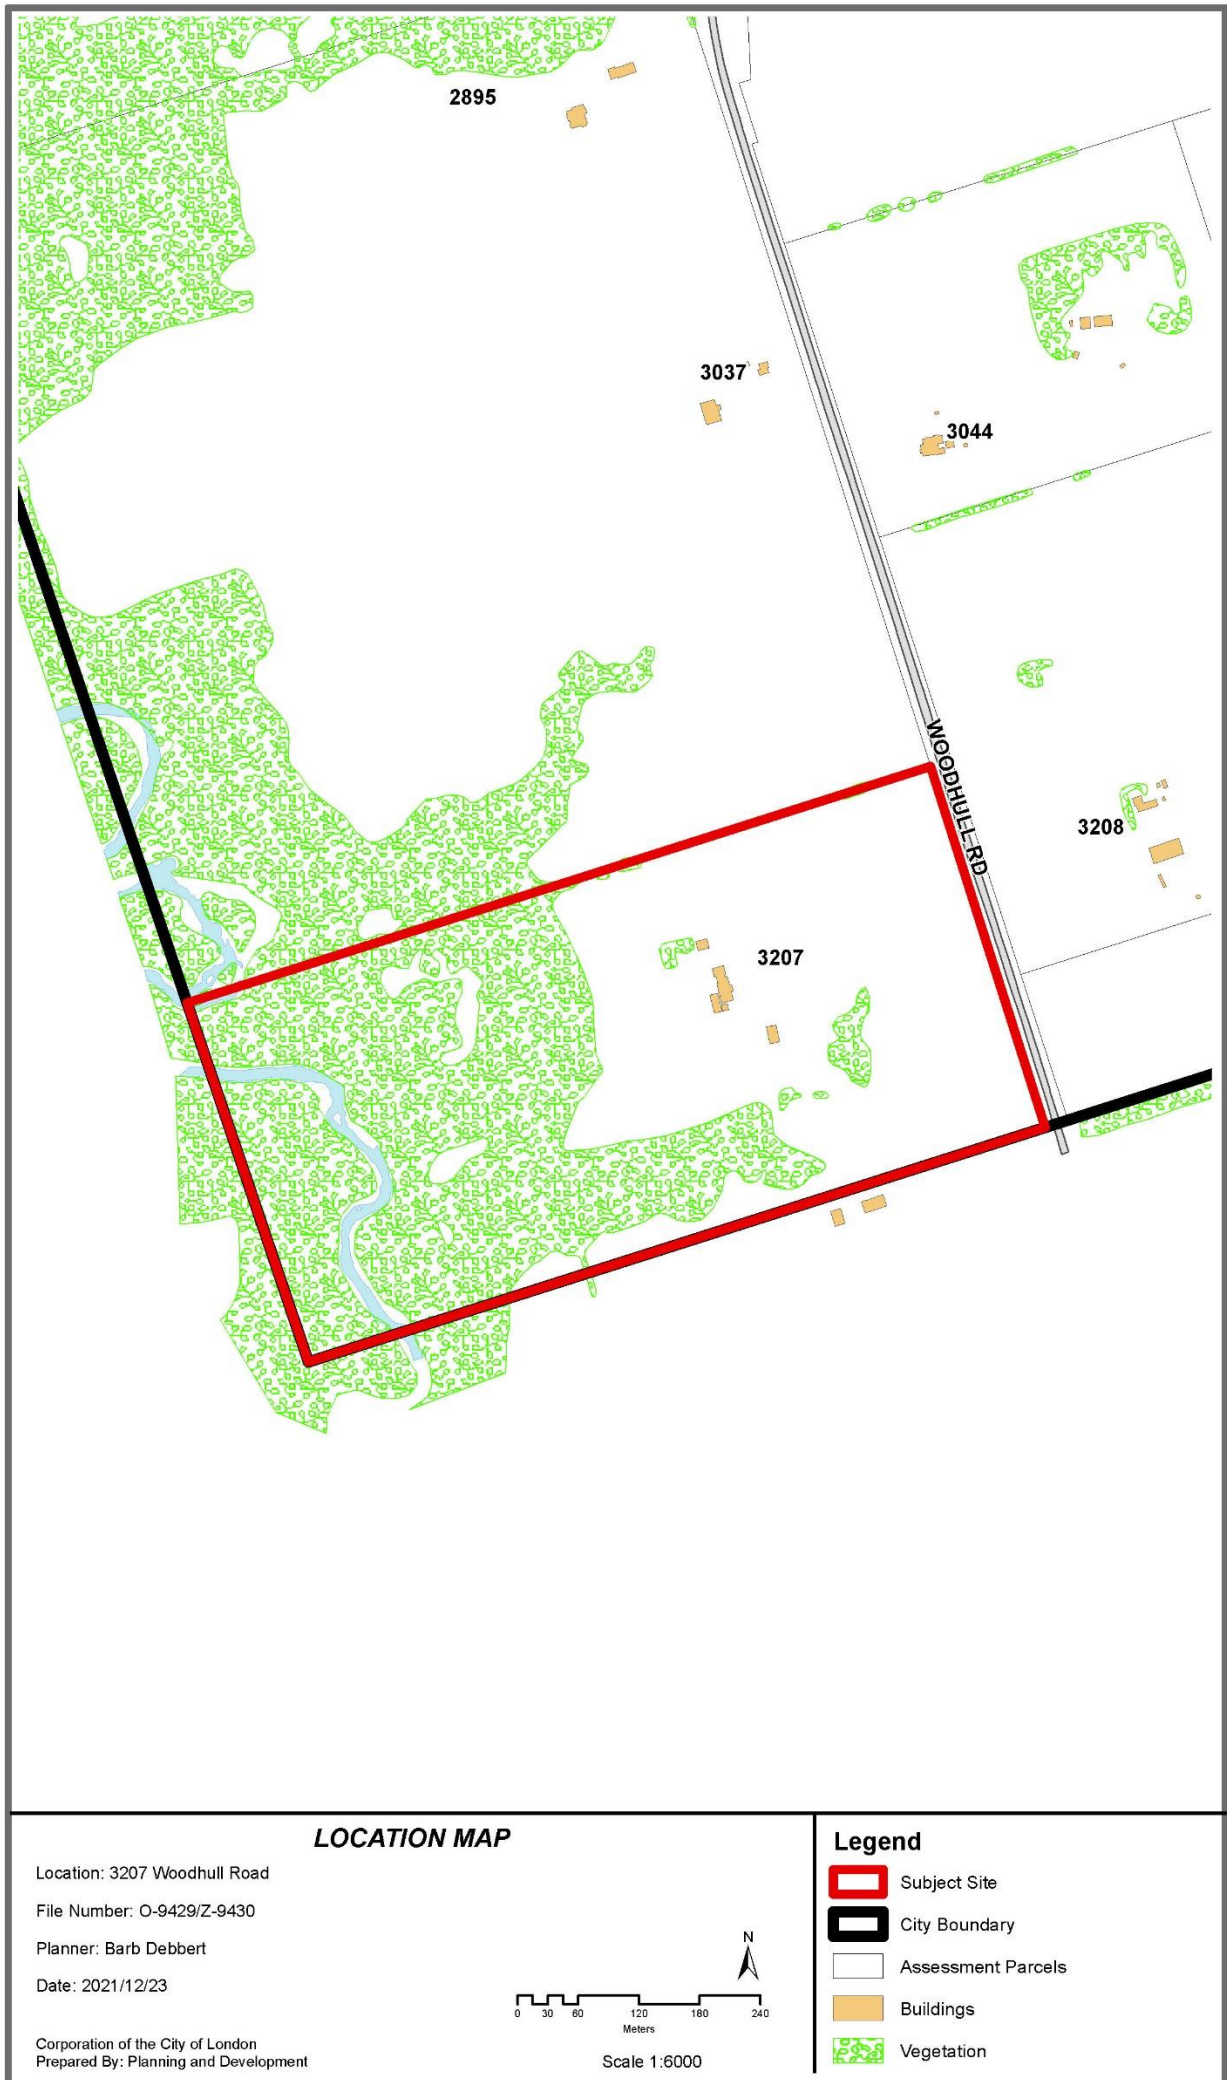 2895
3037
3044
WOODHULL RD
3208
3207
LOCATION MAP
Location: 3207 Woodhull Road
File Number: O-9429/Z-9430
Planner: Barb Debbert
Date: 2021/12/23
Corporation of the City of London
Prepared By: Planning and Development
N
0 30 60 120 180 240
Meters
Scale 1:6000
Legend
Subject Site
City Boundary
Assessment Parcels
Buildings
Vegetation